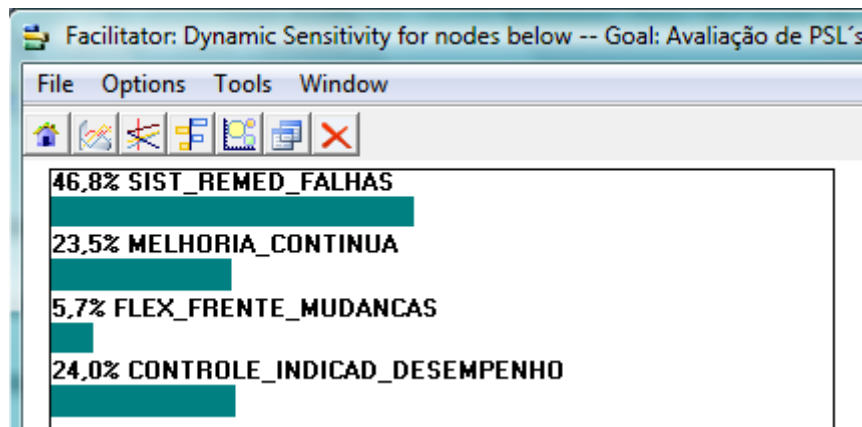 Facilitator: Dynamic Sensitivity for nodes below -- Goal: Avaliação de PSL´s
File Options Tools Window
46,8% SIST_REMED_FALHAS
23,5% MELHORIA_CONTINUA
5,7% FLEX_FRENTE_MUDANCAS
24,0% CONTROLE_INDICAD_DESEMPENHO